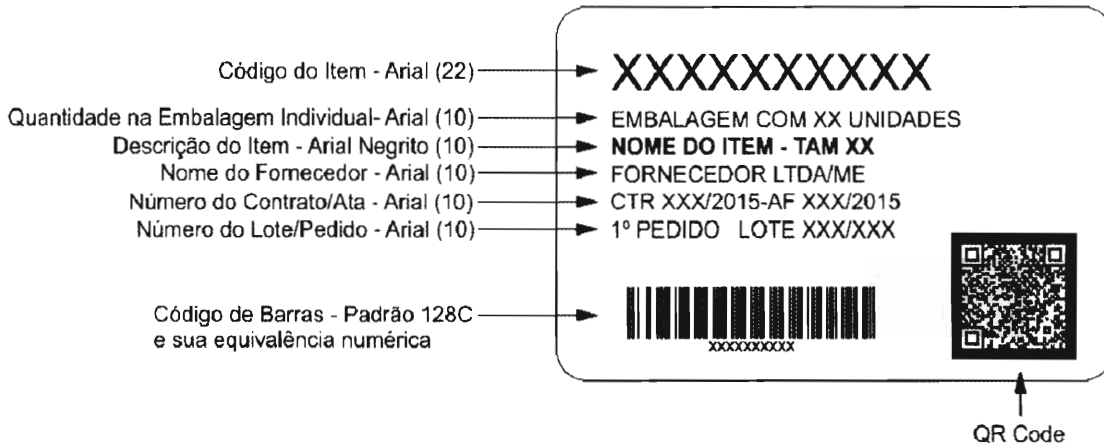 Código do Item - Arial (22)
XXXXXXXXXX
Quantidade na Embalagem Individual- Arial (10)
EMBALAGEM COM XX UNIDADES
Descrição do Item - Arial Negrito (10)
NOME DO ITEM - TAM XX
Nome do Fornecedor - Arial (10)
FORNECEDOR LTDA/ME
Número do Contrato/Ata - Arial (10)
CTR XXX/2015-AF XXX/2015
Número do Lote/Pedido - Arial (10)
1º PEDIDO LOTE XXX/XXX
Código de Barras - Padrão 128C
e sua equivalência numérica
XXXXXXXXXX
QR Code